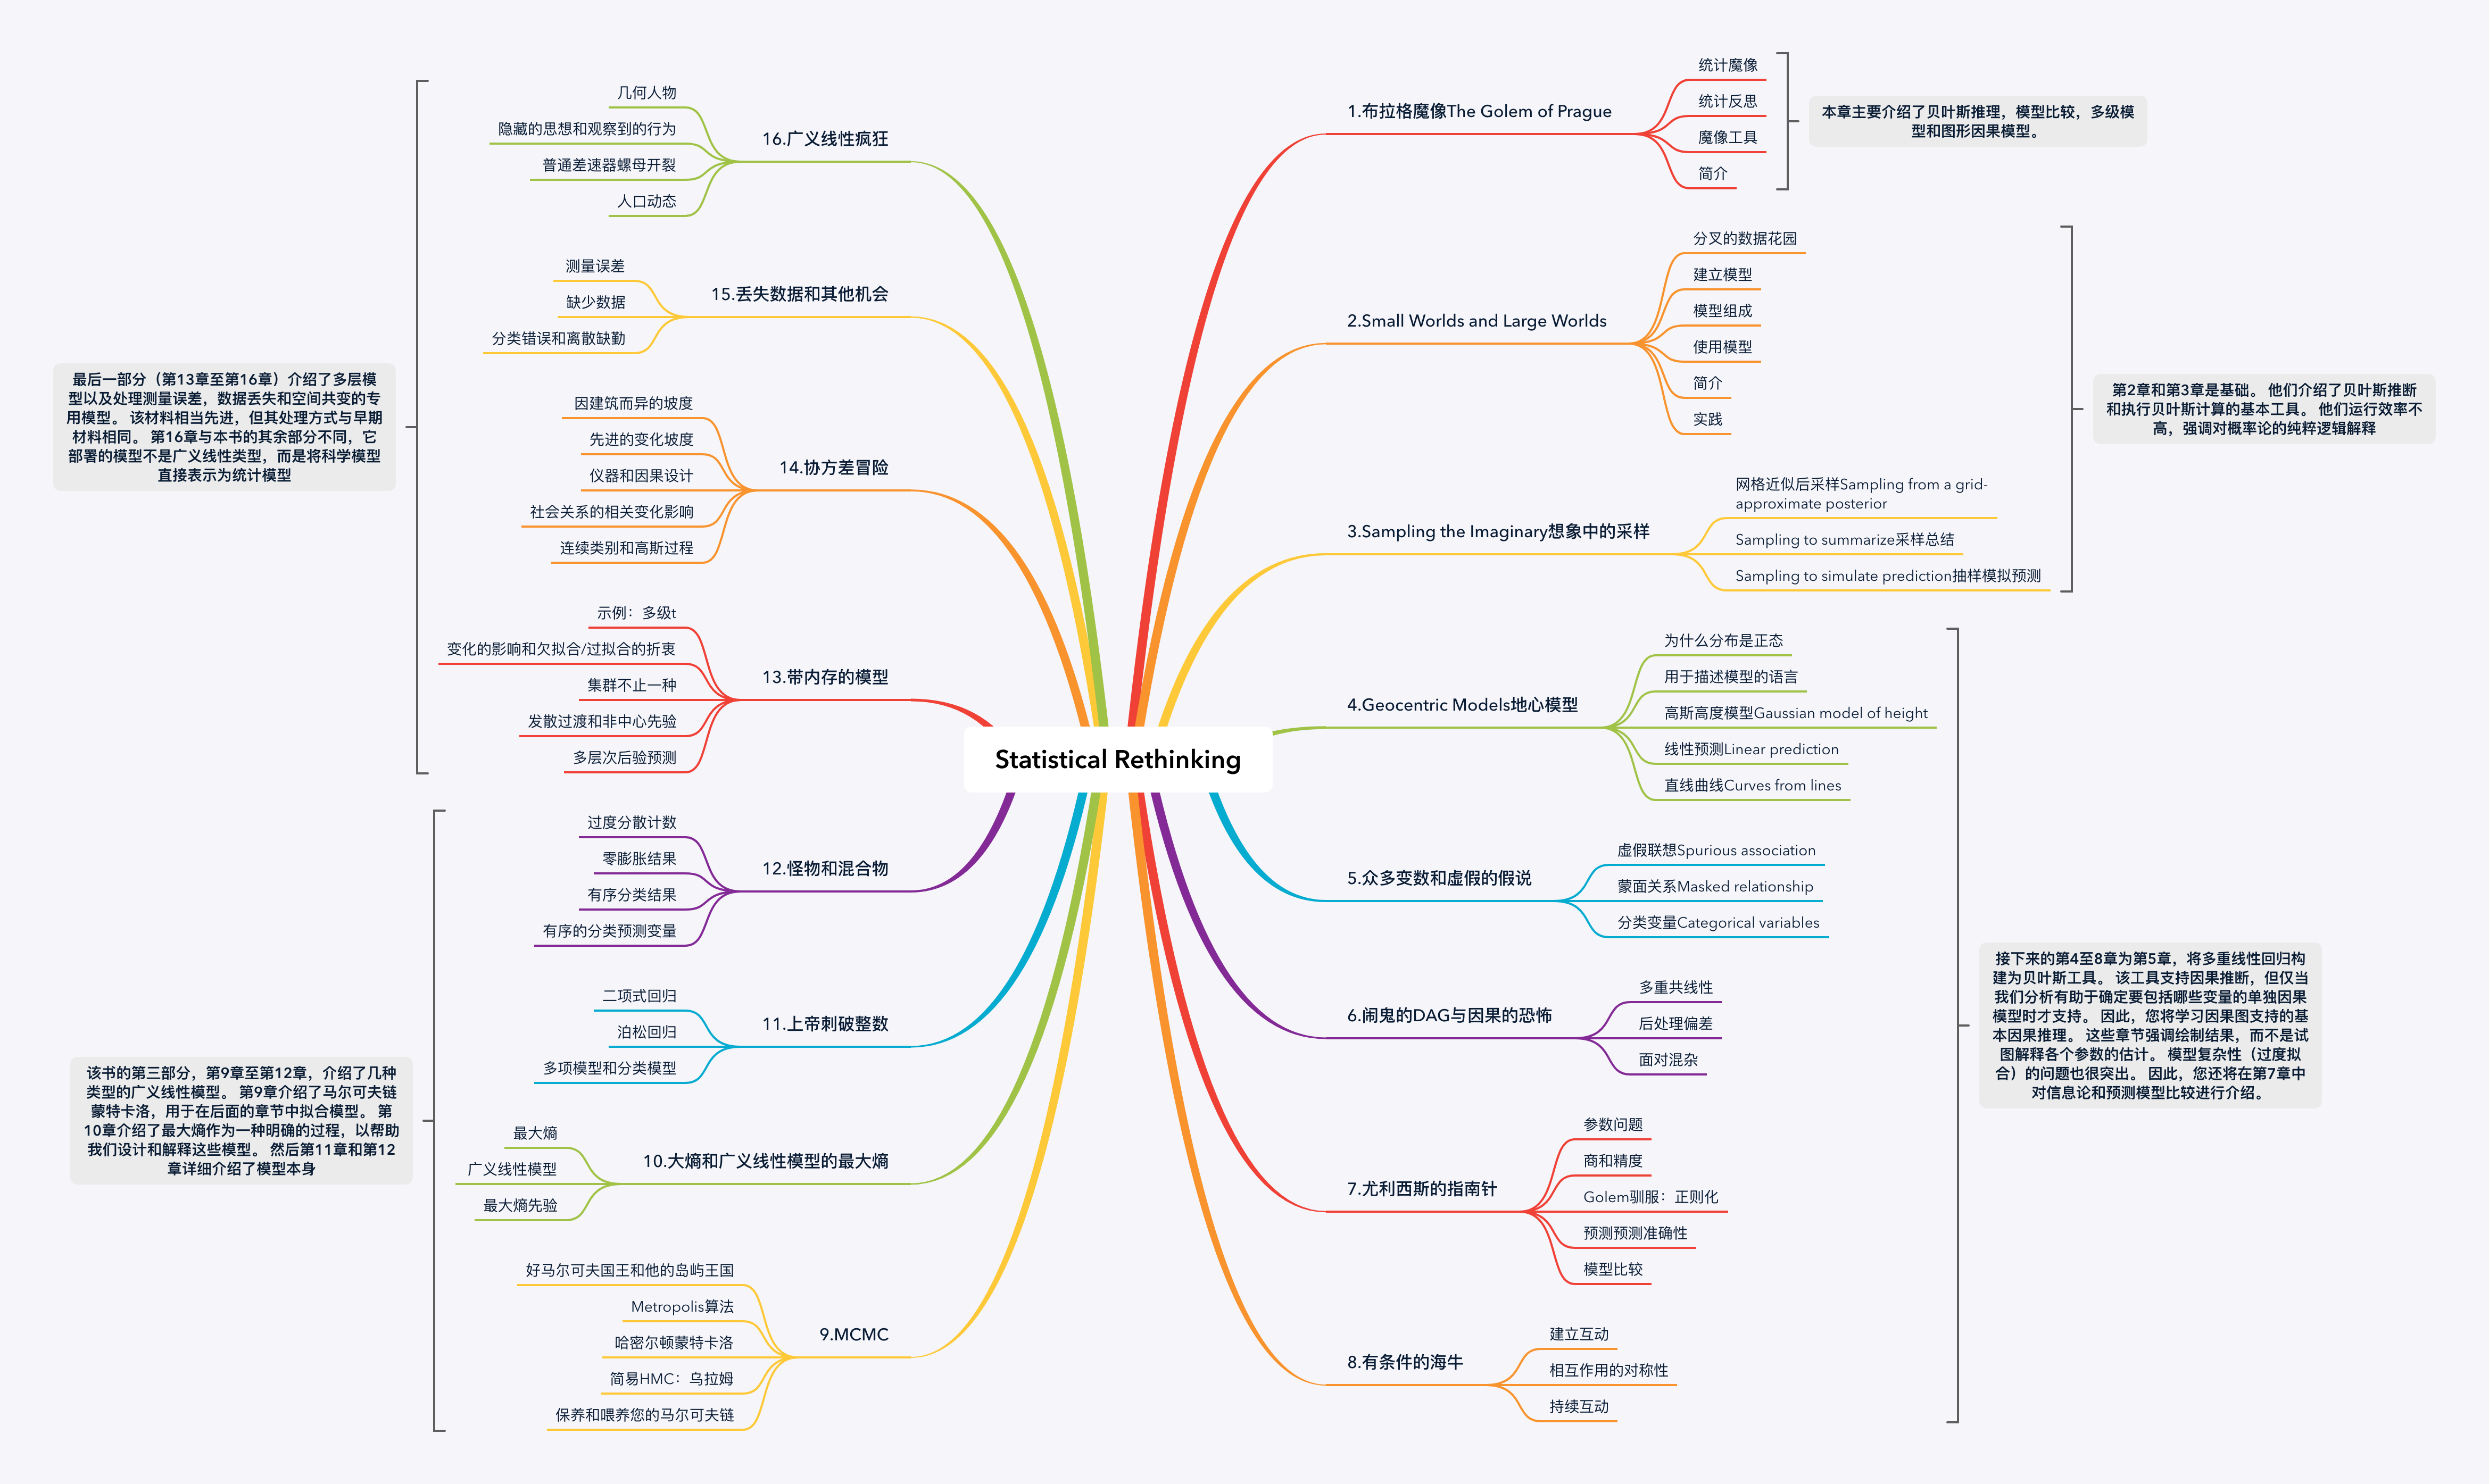 Statistical Rethinking
1.布拉格魔像The Golem of Prague
统计魔像
统计反思
魔像工具
简介
本章主要介绍了贝叶斯推理，模型比较，多级模
型和图形因果模型。
2.Small Worlds and Large Worlds
分叉的数据花园
建立模型
模型组成
使用模型
简介
实践
3.Sampling the Imaginary想象中的采样
网格近似后采样Sampling from a grid-
approximate posterior
Sampling to summarize采样总结
Sampling to simulate prediction抽样模拟预测
第2章和第3章是基础。 他们介绍了贝叶斯推断
和执行贝叶斯计算的基本工具。 他们运行效率不
高，强调对概率论的纯粹逻辑解释
4.Geocentric Models地心模型
为什么分布是正态
用于描述模型的语言
高斯高度模型Gaussian model of height
线性预测Linear prediction
直线曲线Curves from lines
5.众多变数和虚假的假说
虚假联想Spurious association
蒙面关系Masked relationship
分类变量Categorical variables
6.闹鬼的DAG与因果的恐怖
多重共线性
后处理偏差
面对混杂
7.尤利西斯的指南针
参数问题
商和精度
Golem驯服：正则化
预测预测准确性
模型比较
8.有条件的海牛
建立互动
相互作用的对称性
持续互动
接下来的第4至8章为第5章，将多重线性回归构
建为贝叶斯工具。 该工具支持因果推断，但仅当
我们分析有助于确定要包括哪些变量的单独因果
模型时才支持。 因此，您将学习因果图支持的基
本因果推理。 这些章节强调绘制结果，而不是试
图解释各个参数的估计。 模型复杂性（过度拟
合）的问题也很突出。 因此，您还将在第7章中
对信息论和预测模型比较进行介绍。
9.MCMC
好马尔可夫国王和他的岛屿王国
Metropolis算法
哈密尔顿蒙特卡洛
简易HMC：乌拉姆
保养和喂养您的马尔可夫链
10.大熵和广义线性模型的最大熵
最大熵
广义线性模型
最大熵先验
11.上帝刺破整数
二项式回归
泊松回归
多项模型和分类模型
12.怪物和混合物
过度分散计数
零膨胀结果
有序分类结果
有序的分类预测变量
该书的第三部分，第9章至第12章，介绍了几种
类型的广义线性模型。 第9章介绍了马尔可夫链
蒙特卡洛，用于在后面的章节中拟合模型。 第
10章介绍了最大熵作为一种明确的过程，以帮助
我们设计和解释这些模型。 然后第11章和第12
章详细介绍了模型本身
13.带内存的模型
示例：多级t
变化的影响和欠拟合/过拟合的折衷
集群不止一种
发散过渡和非中心先验
多层次后验预测
14.协方差冒险
因建筑而异的坡度
先进的变化坡度
仪器和因果设计
社会关系的相关变化影响
连续类别和高斯过程
15.丢失数据和其他机会
测量误差
缺少数据
分类错误和离散缺勤
16.广义线性疯狂
几何人物
隐藏的思想和观察到的行为
普通差速器螺母开裂
人口动态
最后一部分（第13章至第16章）介绍了多层模
型以及处理测量误差，数据丢失和空间共变的专
用模型。 该材料相当先进，但其处理方式与早期
材料相同。 第16章与本书的其余部分不同，它
部署的模型不是广义线性类型，而是将科学模型
直接表示为统计模型